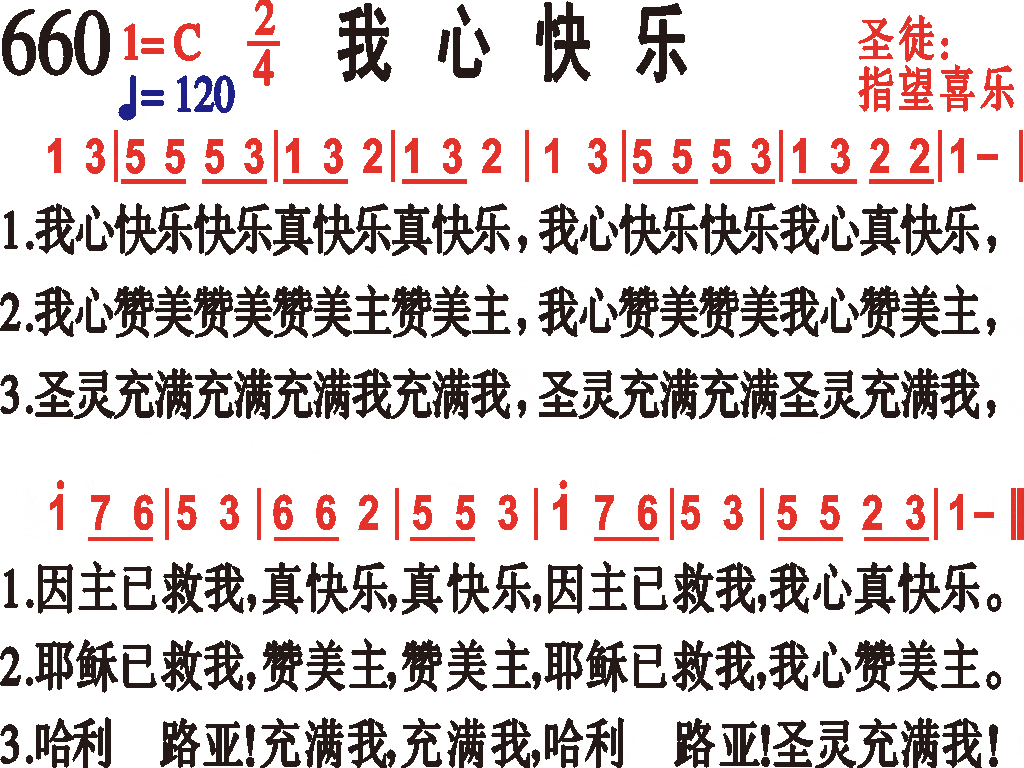 660 1=C 2/4 我心快乐 圣徒:
♩=120 指望喜乐
1 3|5 5 5 3|1 3 2|1 3 2| 1 3|5 5 5 3|1 3 2 2|1–|
1.我心快乐快乐真快乐真快乐,我心快乐快乐我心真快乐,
2.我心赞美赞美赞美主赞美主,我心赞美赞美我心赞美主,
3.圣灵充满充满充满我充满我,圣灵充满充满圣灵充满我,
i 7 6|5 3|6 6 2|5 5 3|i 7 6|5 3|5 5 2 3|1–‖
1.因主已救我,真快乐,真快乐,因主已救我,我心真快乐。
2.耶稣已救我,赞美主,赞美主,耶稣已救我,我心赞美主。
3.哈利 路亚!充满我,充满我,哈利 路亚!圣灵充满我!